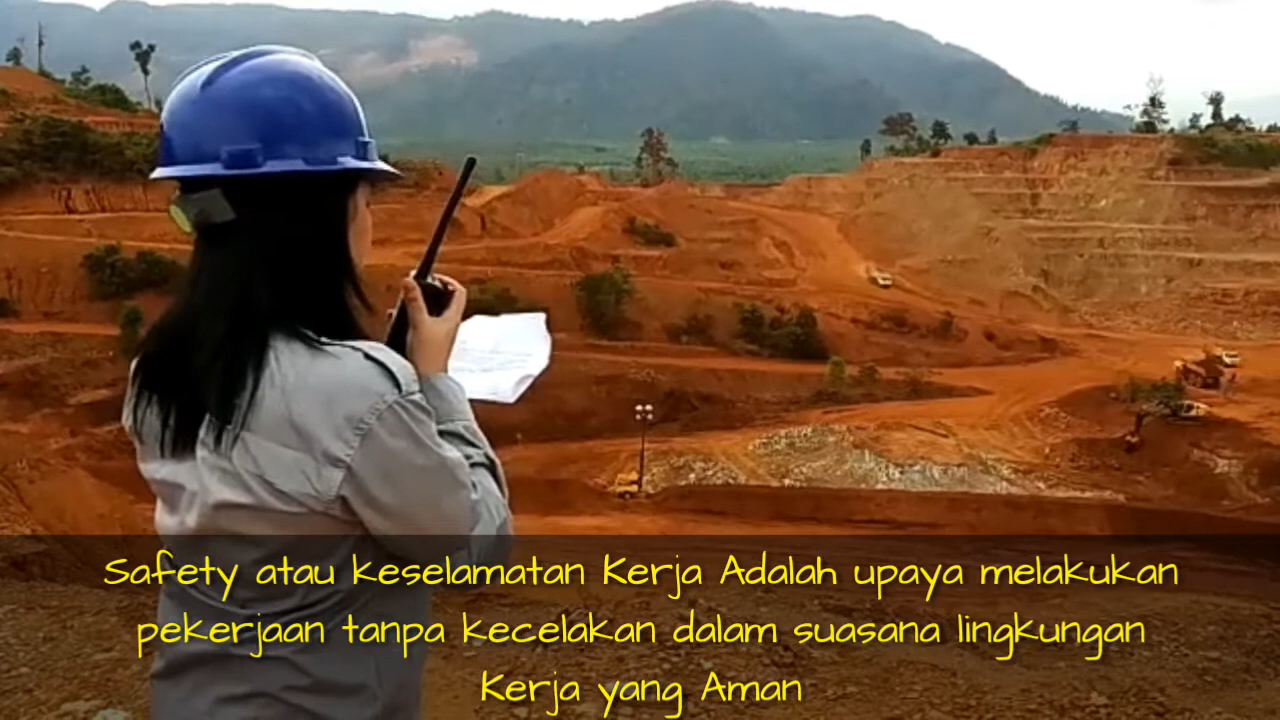 Safety atau keselamatan Kerja Adalah upaya melakukan
pekerjaan tanpa kecelakan dalam suasana lingkungan
Kerja yang Aman